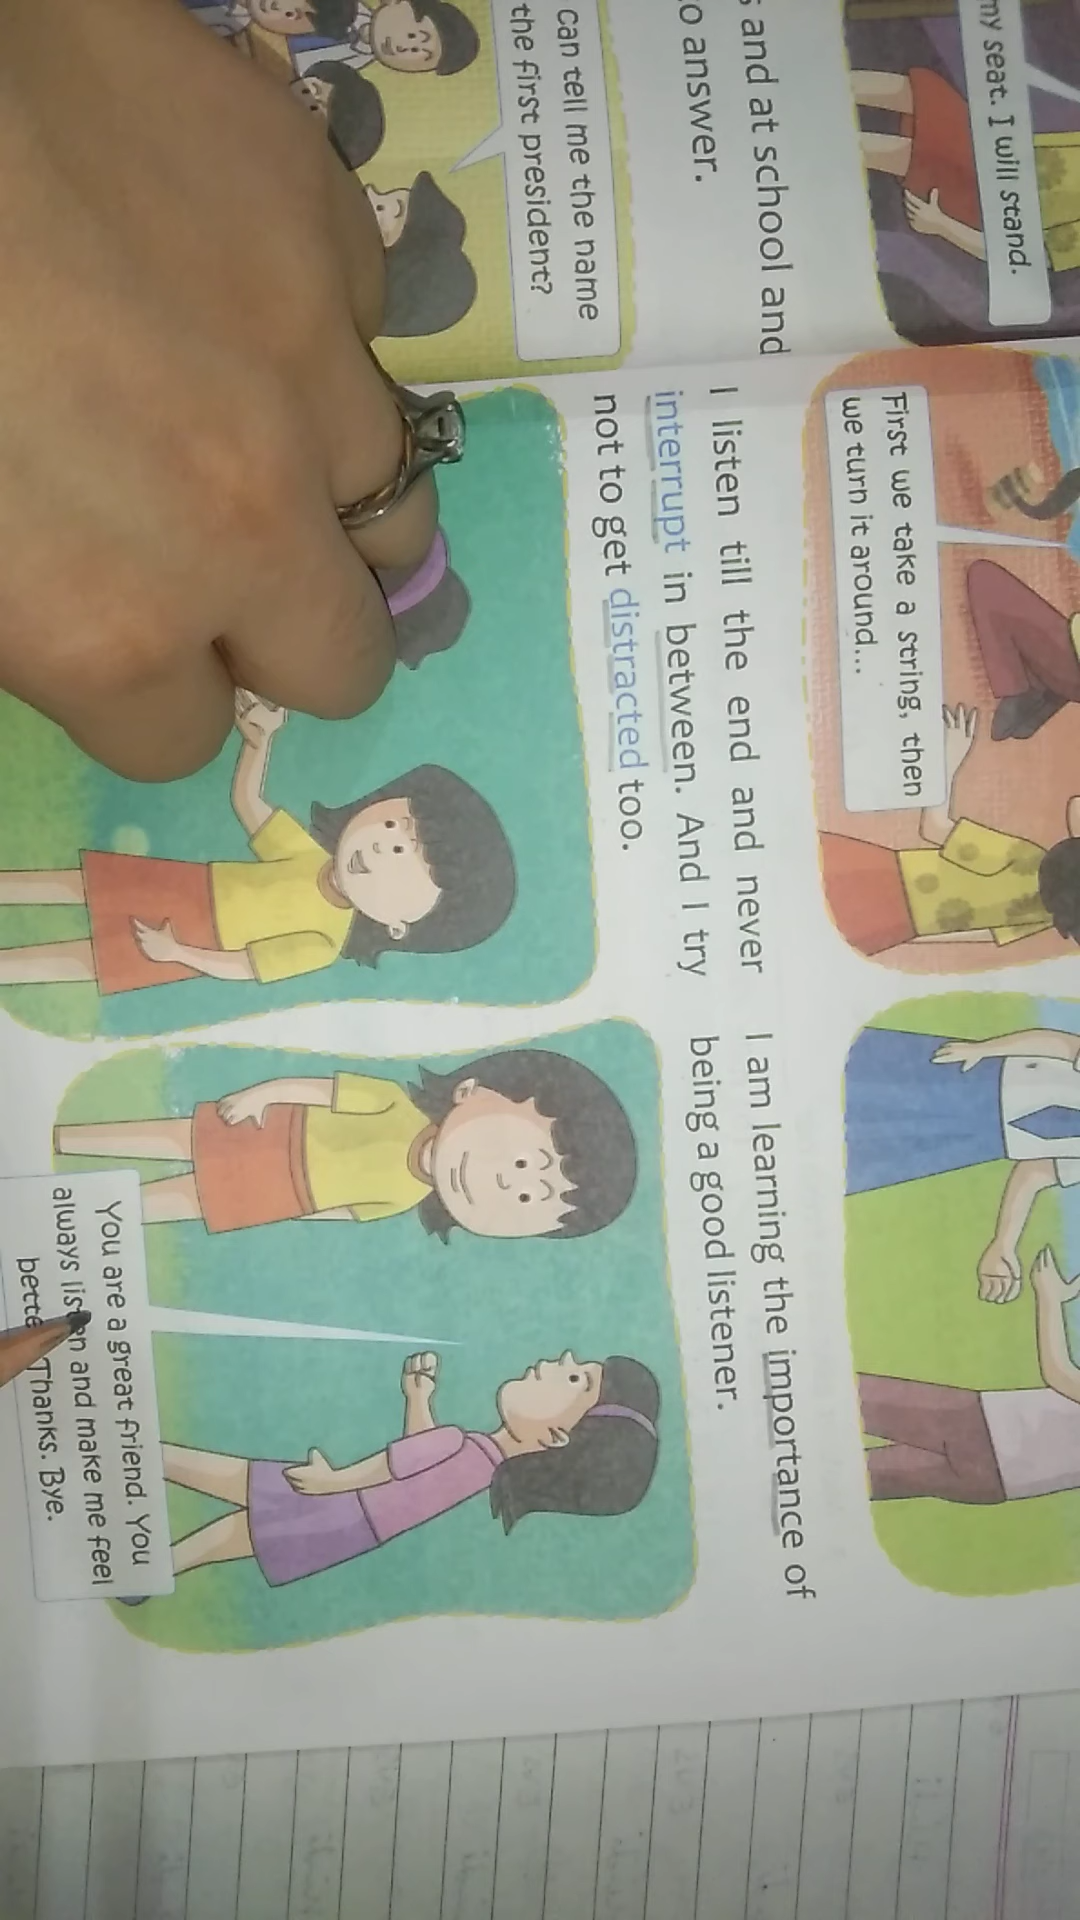 my seat. I will stand.
and at school and
answer.
can tell me the name
the first president?
First we take a string, then
we turn it around...
I listen till the end and never
interrupt in between. And I try
not to get distracted too.
I am learning the importance of
being a good listener.
You are a great friend. You
always listen and make me feel
Thanks. Bye.